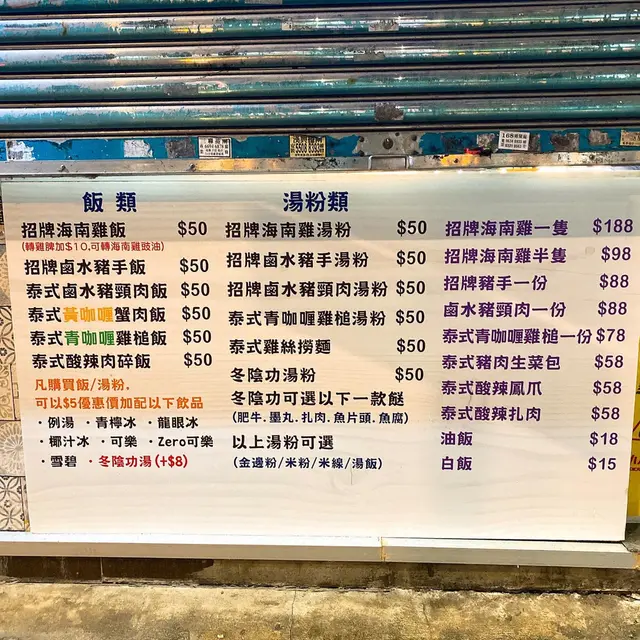 飯 類
招牌海南雞飯 $50
(轉雞脾加$10.可轉海南雞豉油)
招牌鹵水豬手飯 $50
泰式鹵水豬頸肉飯 $50
泰式黃咖喱蟹肉飯 $50
泰式青咖喱雞槌飯 $50
泰式酸辣肉碎飯 $50
凡購買飯/湯粉.
可以$5優惠價加配以下飲品
·例湯 ·青檸冰 ·龍眼冰
·椰汁冰 ·可樂 ·Zero可樂
·雪碧 ·冬陰功湯(+$8)
湯粉類
招牌海南雞湯粉 $50
招牌鹵水豬手湯粉 $50
招牌鹵水豬頸肉湯粉 $50
泰式青咖喱雞槌湯粉 $50
泰式雞絲撈麵 $50
冬陰功湯粉 $50
冬陰功可選以下一款餸
(肥牛.墨丸.扎肉.魚片頭.魚腐)
以上湯粉可選
(金邊粉/米粉/米線/湯飯)
招牌海南雞一隻 $188
招牌海南雞半隻 $98
招牌豬手一份 $88
鹵水豬頸肉一份 $88
泰式青咖喱雞槌一份 $78
泰式豬肉生菜包 $58
泰式酸辣鳳爪 $58
泰式酸辣扎肉 $58
油飯 $18
白飯 $15